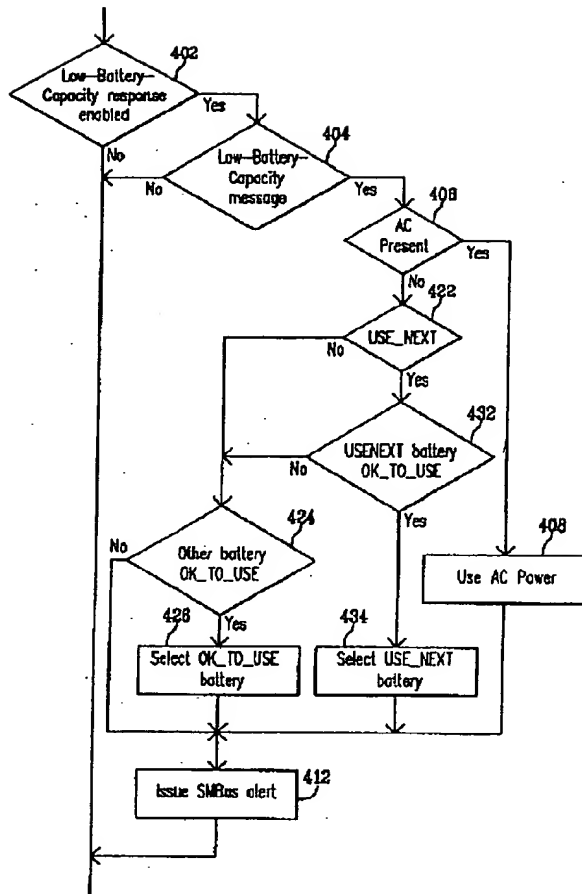 402
Low-Battery-
Capacity response
enabled
Yes
No
404
Low-Battery-
Capacity
message
No
Yes
406
AC
Present
Yes
No
422
USE_NEXT
No
Yes
432
USENEXT battery
OK_TO_USE
No
Yes
424
Other battery
OK_TO_USE
No
Yes
408
Use AC Power
426
Select OK_TO_USE
battery
434
Select USE_NEXT
battery
Issue SMBus alert
412